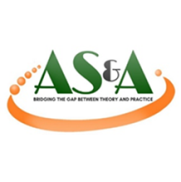 AS&A
BRIDGING THE GAP BETWEEN THEORY AND PRACTICE